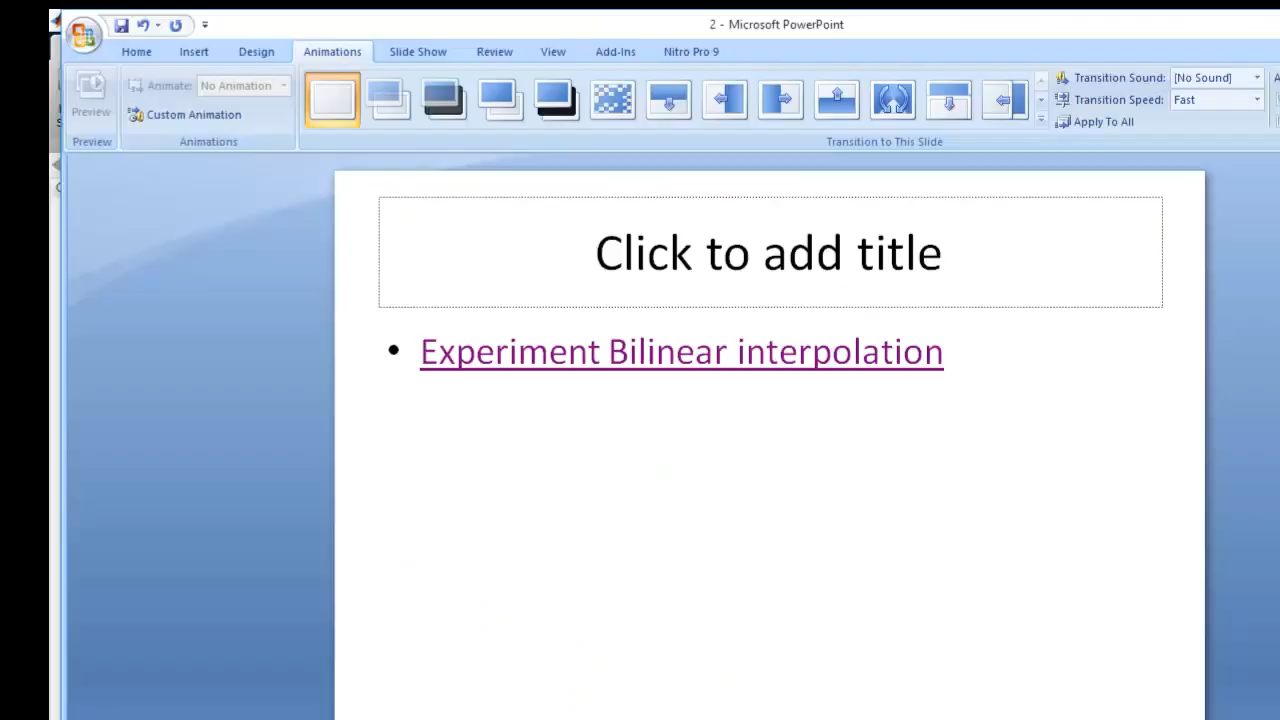 2 - Microsoft PowerPoint
Home Insert Design Animations Slide Show Review View Add-Ins Nitro Pro 9
Animate: No Animation
Transition Sound: [No Sound]
Preview
Custom Animation
Transition Speed: Fast
Apply To All
Preview Animations Transition to This Slide
Click to add title
• Experiment Bilinear interpolation